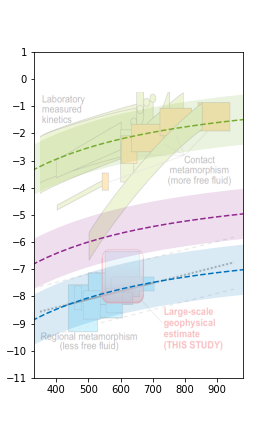 1
0
−1
−2
−3
−4
−5
−6
−7
−8
−9
−10
−11
Laboratory
measured
kinetics
Contact
metamorphism
(more free fluid)
Large-scale
geophysical
estimate
(THIS STUDY)
Regional metamorphism
(less free fluid)
400 500 600 700 800 900